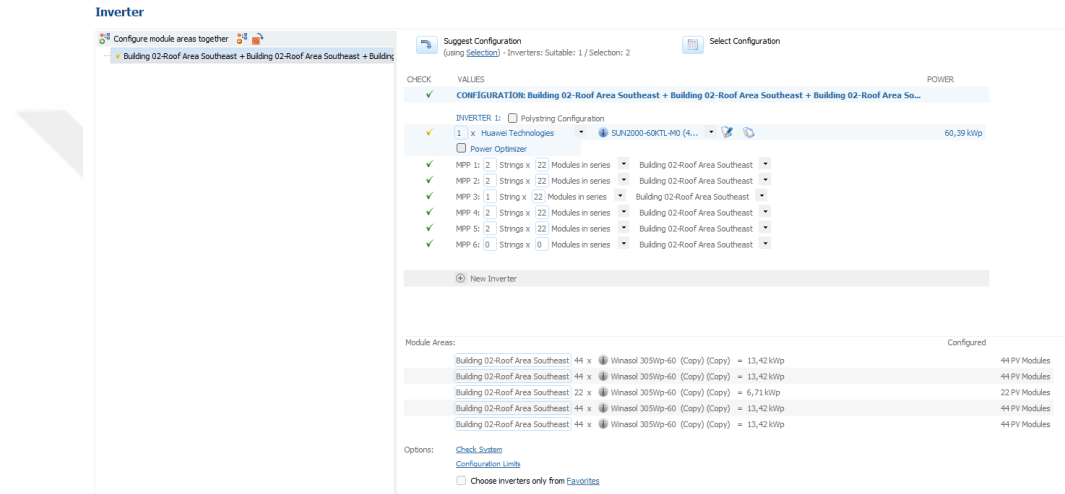 Inverter
Configure module areas together
Building 02-Roof Area Southeast + Building 02-Roof Area Southeast + Building
Suggest Configuration
(using Selection) - Inverters: Suitable: 1 / Selection: 2
Select Configuration
CHECK VALUES POWER
CONFİGURATİON: Building 02-Roof Area Southeast + Building 02-Roof Area Southeast + Building 02-Roof Area So...
INVERTER 1: Polystring Configuration
1 x Huawei Technologies SUN2000-60KTL-M0 (4... 60,39 kWp
Power Optimizer
MPP 1: 2 Strings x 22 Modules in series Building 02-Roof Area Southeast
MPP 2: 2 Strings x 22 Modules in series Building 02-Roof Area Southeast
MPP 3: 1 String x 22 Modules in series Building 02-Roof Area Southeast
MPP 4: 2 Strings x 22 Modules in series Building 02-Roof Area Southeast
MPP 5: 2 Strings x 22 Modules in series Building 02-Roof Area Southeast
MPP 6: 0 Strings x 0 Modules in series Building 02-Roof Area Southeast
New Inverter
Module Areas: Configured
Building 02-Roof Area Southeast 44 x Winasol 305Wp-60 (Copy) (Copy) = 13,42 kWp 44 PV Modules
Building 02-Roof Area Southeast 44 x Winasol 305Wp-60 (Copy) (Copy) = 13,42 kWp 44 PV Modules
Building 02-Roof Area Southeast 22 x Winasol 305Wp-60 (Copy) (Copy) = 6,71 kWp 22 PV Modules
Building 02-Roof Area Southeast 44 x Winasol 305Wp-60 (Copy) (Copy) = 13,42 kWp 44 PV Modules
Building 02-Roof Area Southeast 44 x Winasol 305Wp-60 (Copy) (Copy) = 13,42 kWp 44 PV Modules
Options: Check System
Configuration Limits
Choose inverters only from Favorites